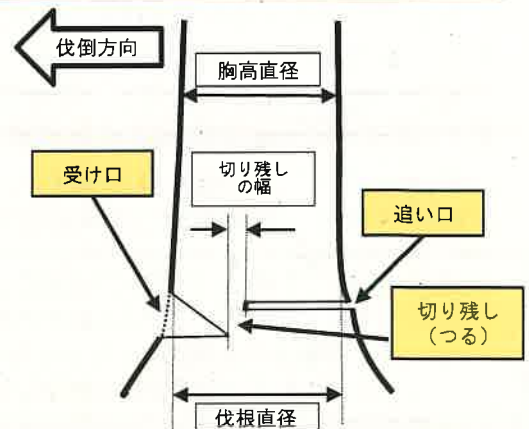 伐倒方向
胸高直径
受け口
切り残し
の幅
追い口
切り残し
(つる)
伐根直径